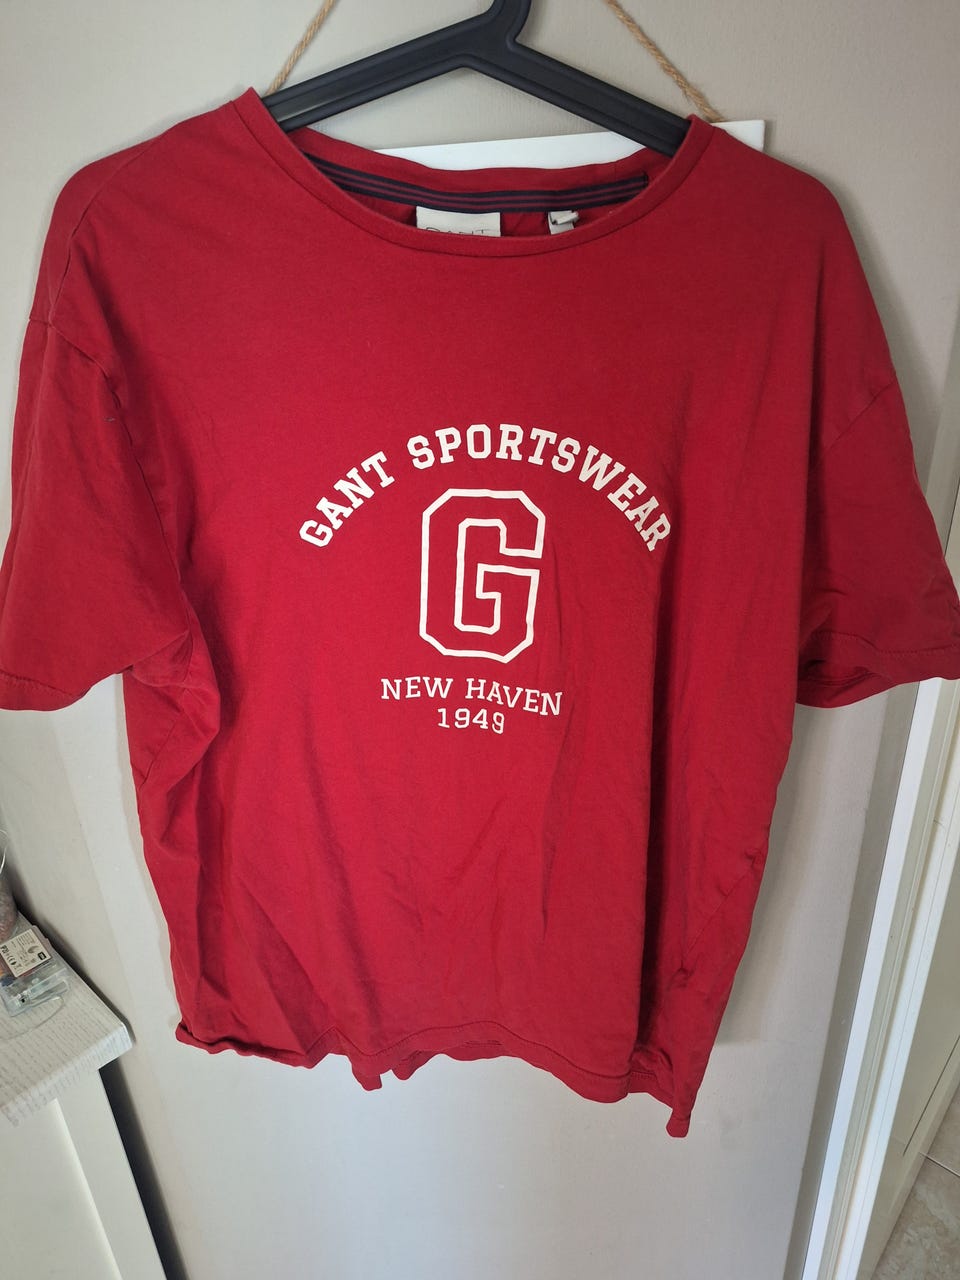 GANT SPORTSWEAR
G
NEW HAVEN
1949